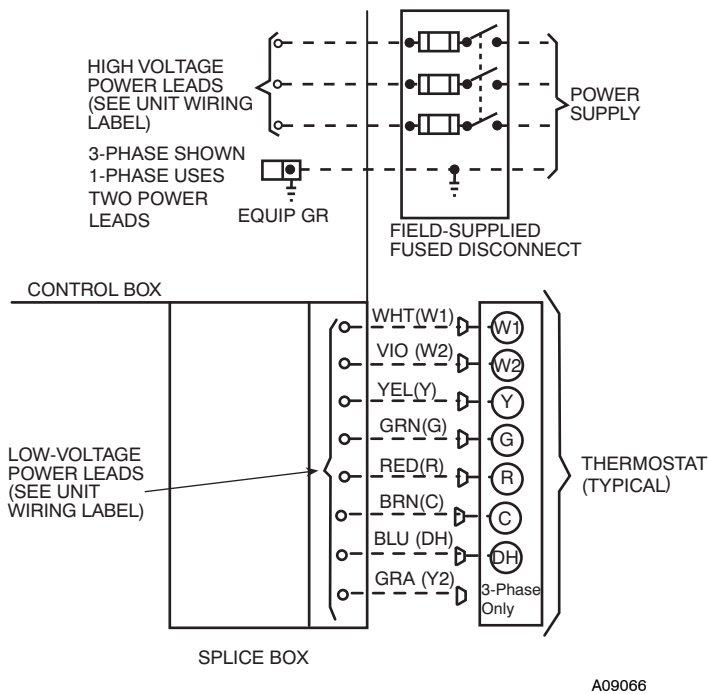 HIGH VOLTAGE
POWER LEADS
(SEE UNIT WIRING
LABEL)
POWER
SUPPLY
3-PHASE SHOWN
1-PHASE USES
TWO POWER
LEADS
EQUIP GR
FIELD-SUPPLIED
FUSED DISCONNECT
CONTROL BOX
WHT(W1)
W1
VIO (W2)
W2
YEL(Y)
Y
GRN(G)
G
RED(R)
R
BRN(C)
C
BLU (DH)
DH
GRA (Y2)
3-Phase
Only
LOW-VOLTAGE
POWER LEADS
(SEE UNIT
WIRING LABEL)
THERMOSTAT
(TYPICAL)
SPLICE BOX
A09066